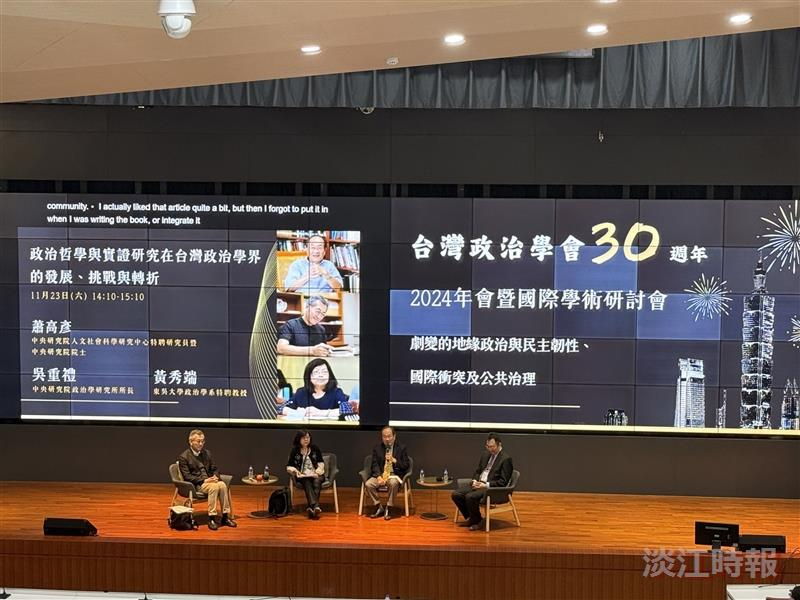 community. • I actually liked that article quite a bit, but then I forgot to put it in
when I was writing the book, or integrate it
政治哲學與實證研究在台灣政治學界
的發展、挑戰與轉折
11月23日(六) 14:10-15:10
蕭高彥
中央研究院人文社會科學研究中心特聘研究員暨
中央研究院院士
吳重禮
中央研究院政治學研究所所長
黃秀端
東吳大學政治學系特聘教授
台灣政治學會30週年
2024年會暨國際學術研討會
劇變的地緣政治與民主韌性、
國際衝突及公共治理
淡江時報